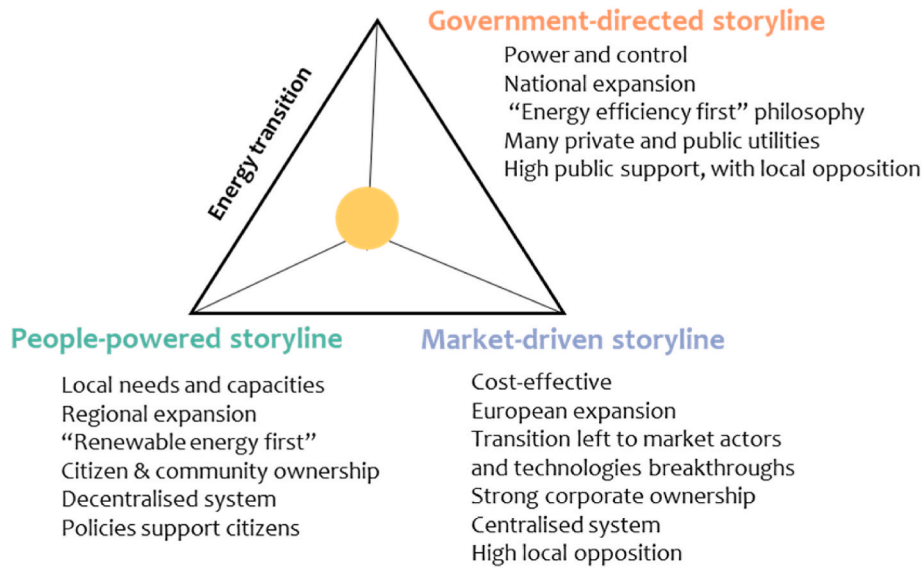 Government-directed storyline
Power and control
National expansion
“Energy efficiency first” philosophy
Many private and public utilities
High public support, with local opposition
Energy transition
People-powered storyline
Local needs and capacities
Regional expansion
“Renewable energy first”
Citizen & community ownership
Decentralised system
Policies support citizens
Market-driven storyline
Cost-effective
European expansion
Transition left to market actors
and technologies breakthroughs
Strong corporate ownership
Centralised system
High local opposition